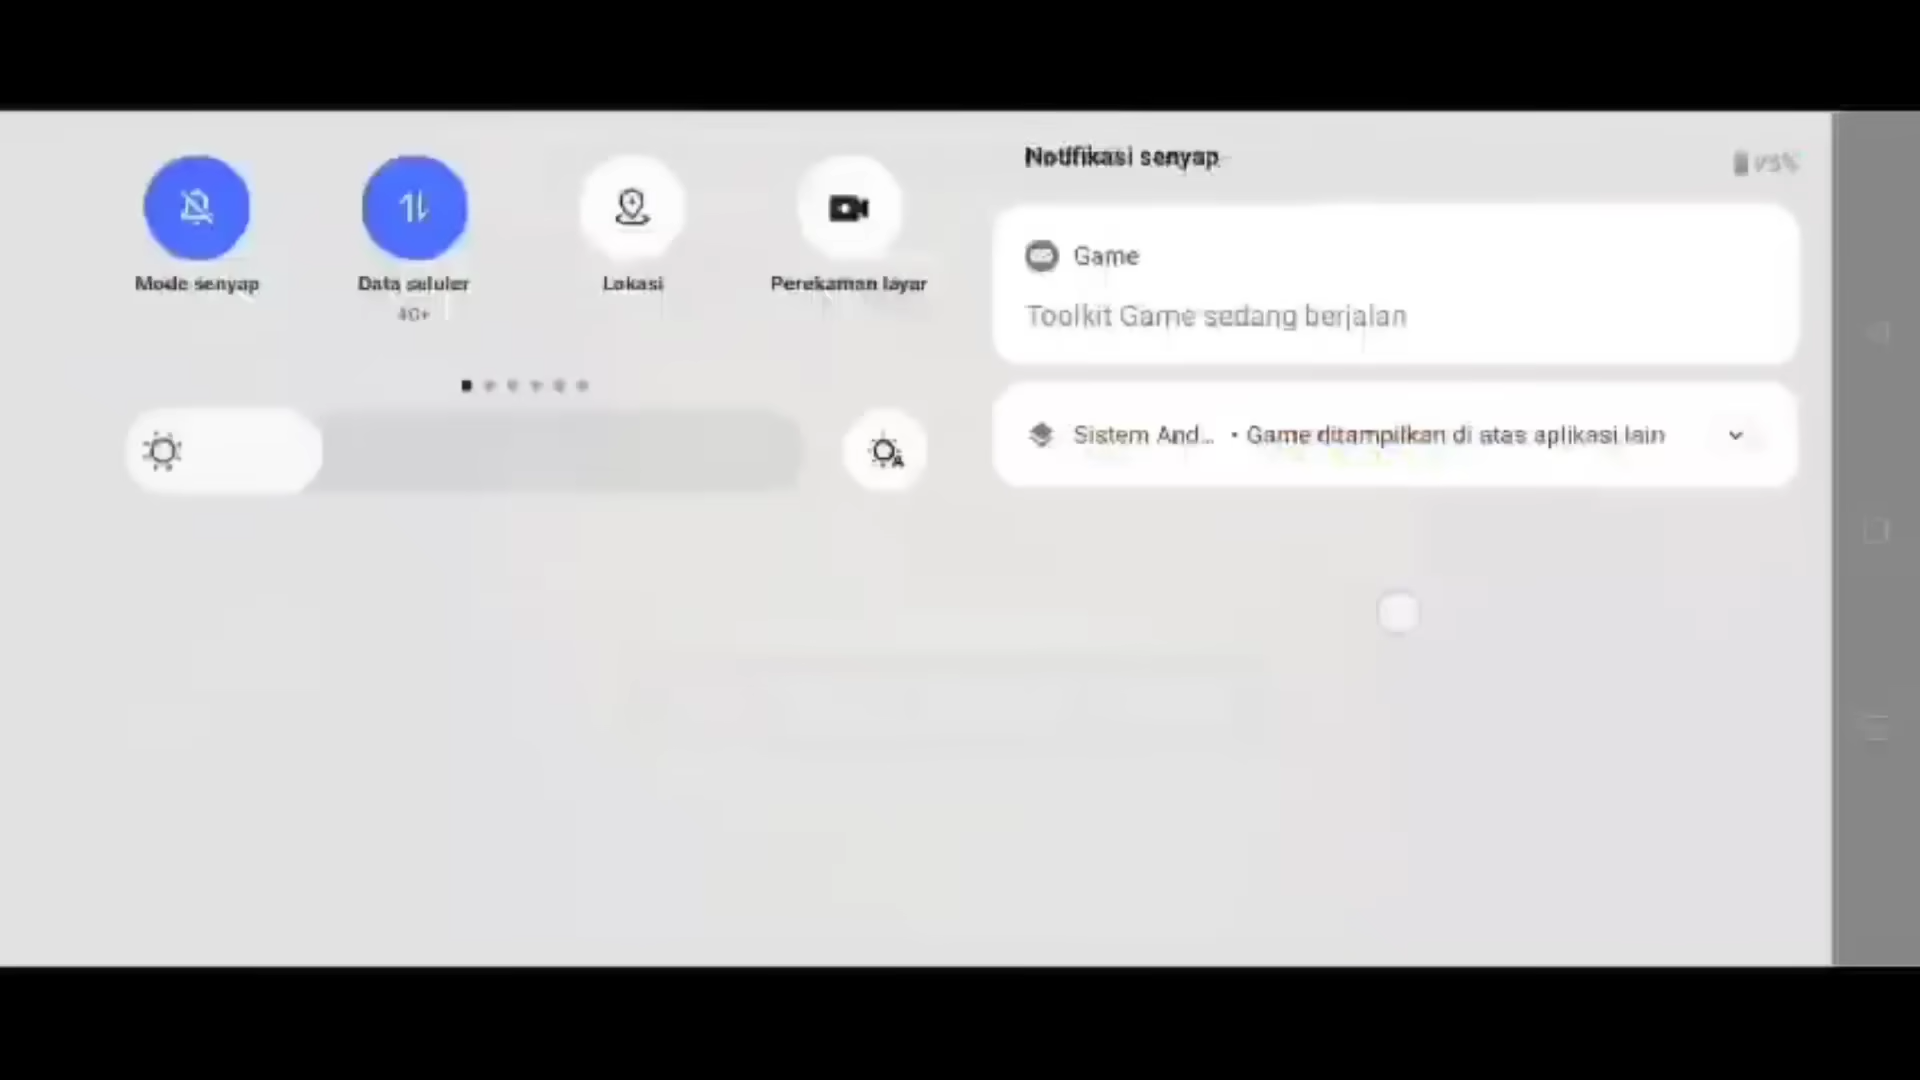 Mode senyap
Data seluler
4G+
Lokasi
Perekaman layar
Notifikasi senyap
Game
Toolkit Game sedang berjalan
Sistem And... • Game ditampilkan di atas aplikasi lain